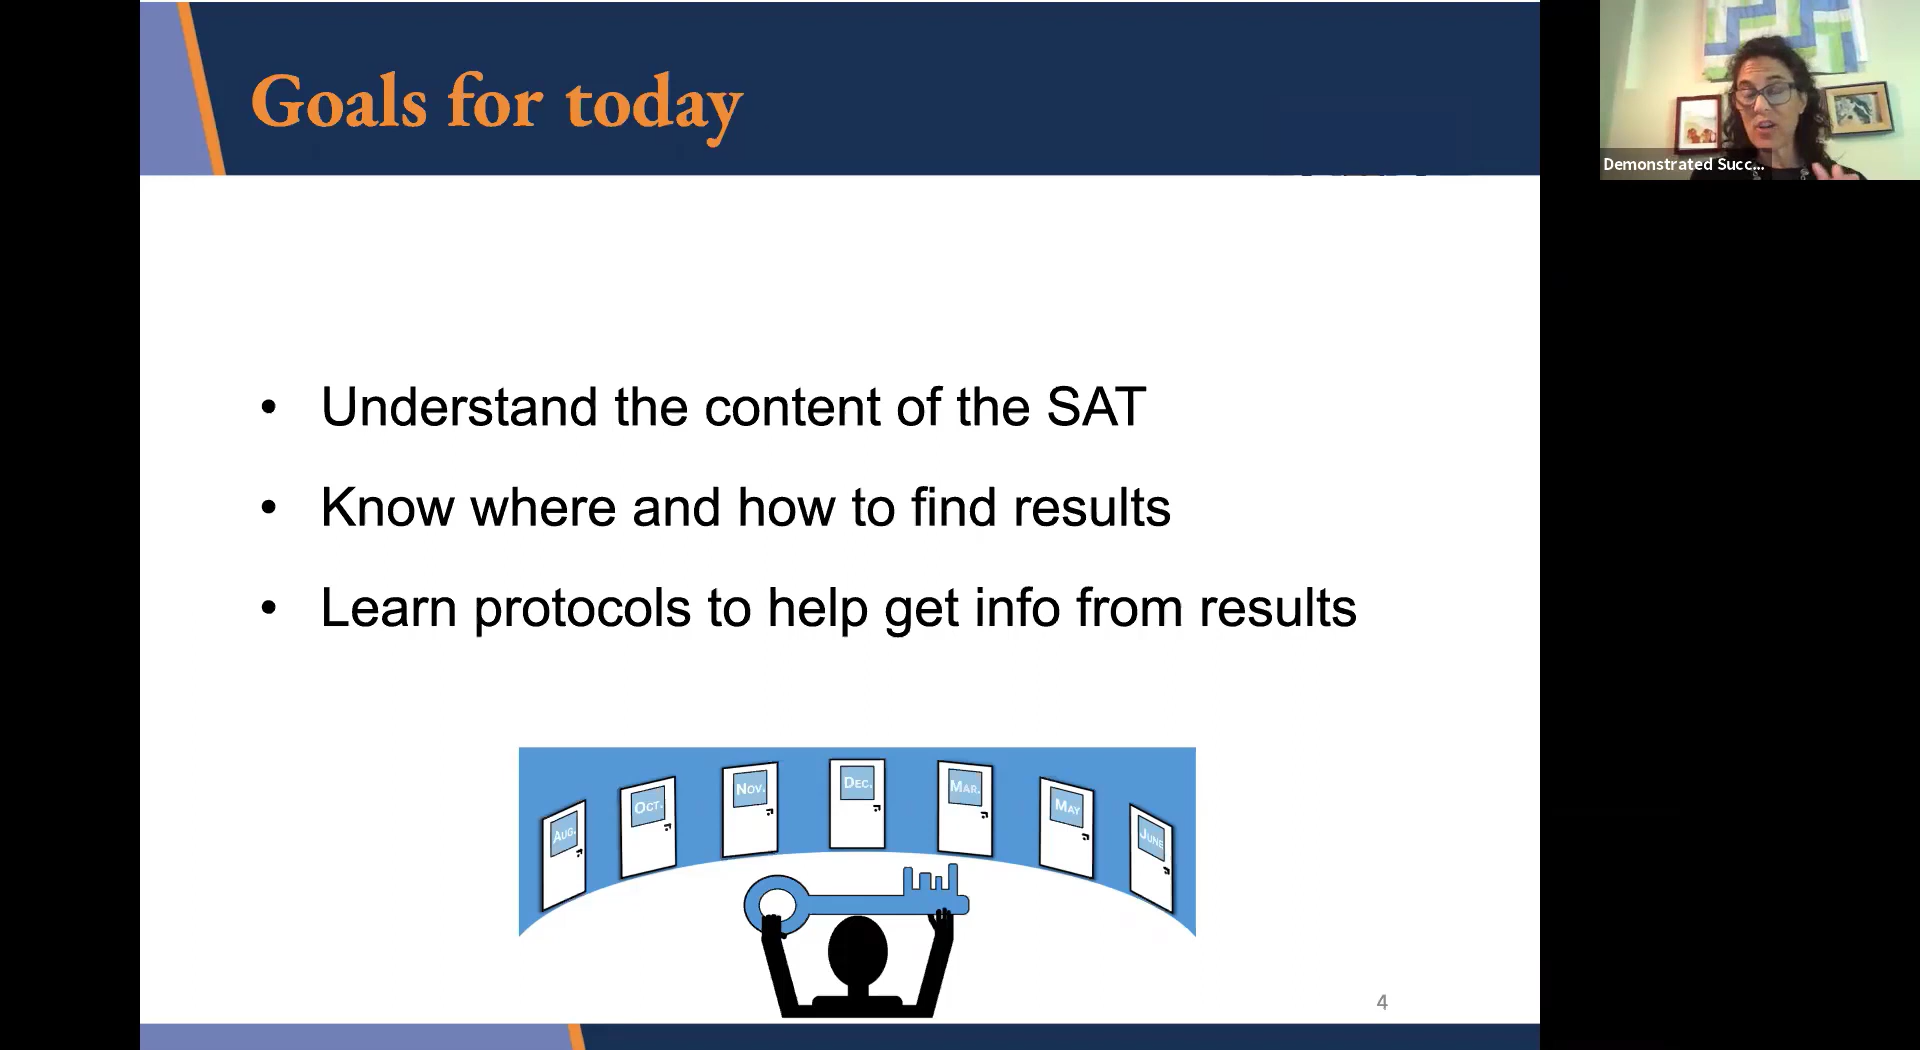 Goals for today
• Understand the content of the SAT
• Know where and how to find results
• Learn protocols to help get info from results
Aug.
Oct.
Nov.
Dec.
Mar.
May
June
4
Demonstrated Succ...